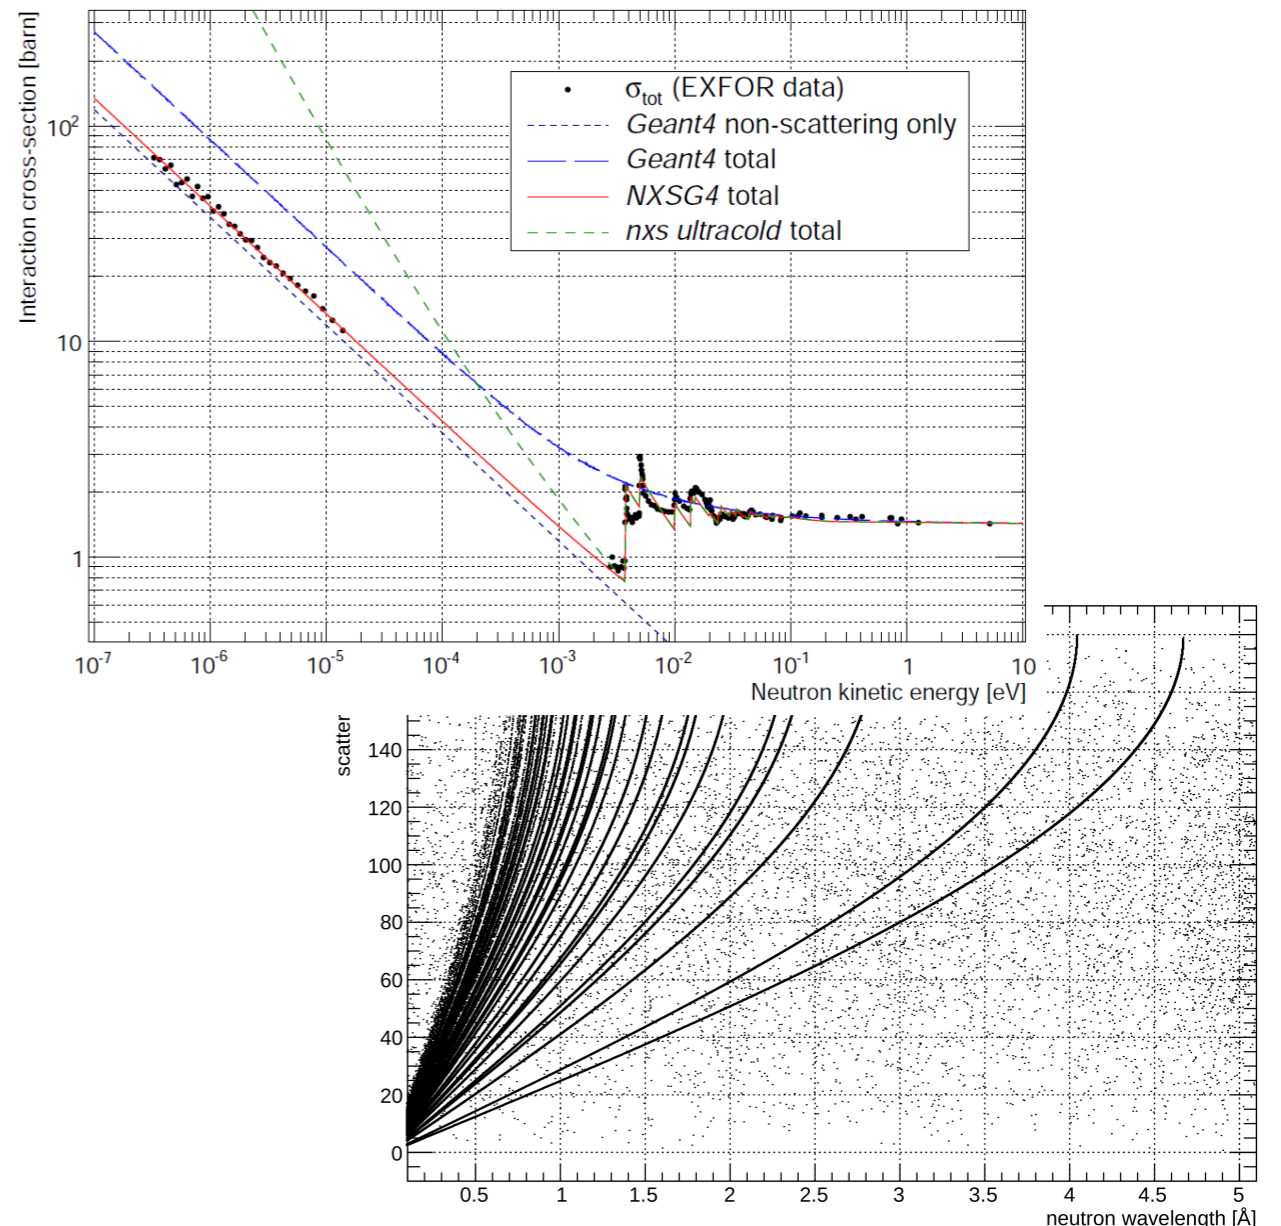 Interaction cross-section [barn]
σtot (EXFOR data)
Geant4 non-scattering only
Geant4 total
NXSG4 total
nxs ultracold total
10²
10
1
10⁻⁷ 10⁻⁶ 10⁻⁵ 10⁻⁴ 10⁻³ 10⁻² 10⁻¹ 1 10
Neutron kinetic energy [eV]
scatter
140
120
100
80
60
40
20
0
0.5 1 1.5 2 2.5 3 3.5 4 4.5 5
neutron wavelength [Å]